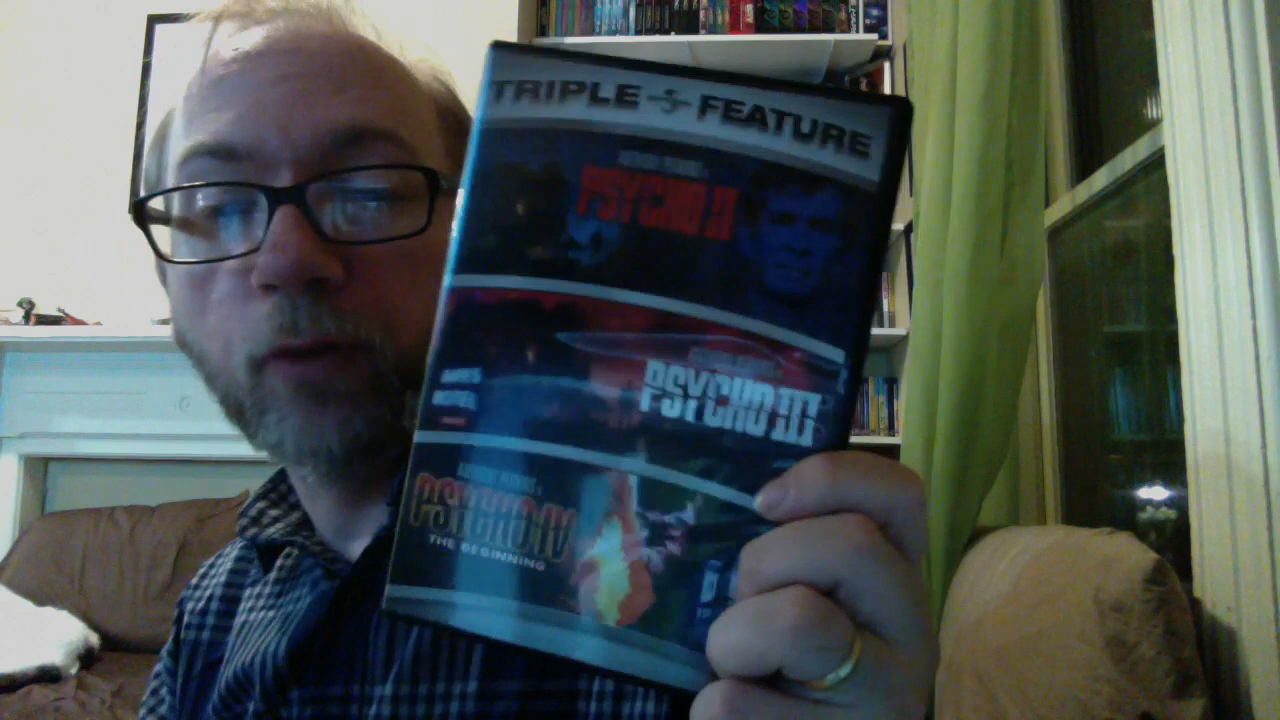 TRIPLE FEATURE
PSYCHO II
PSYCHO III
PSYCHO IV
THE BEGINNING